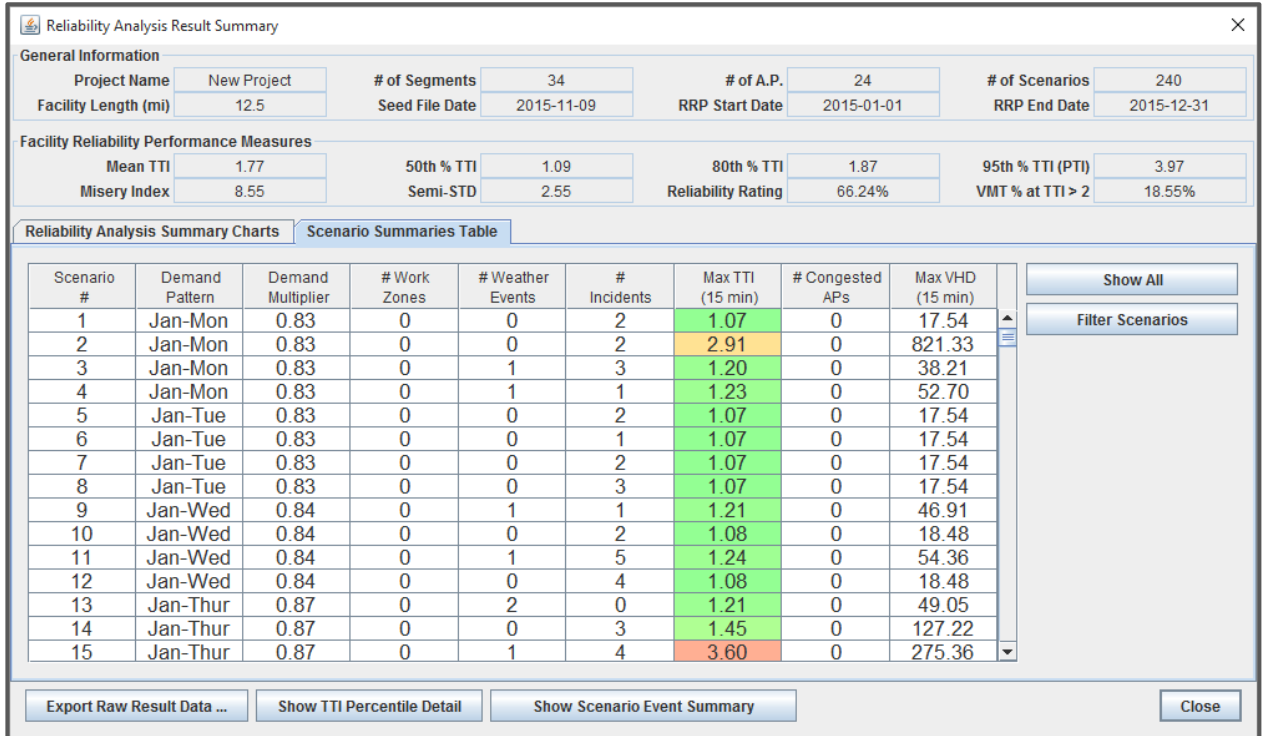 Reliability Analysis Result Summary
General Information
Project Name New Project # of Segments 34 # of A.P. 24 # of Scenarios 240
Facility Length (mi) 12.5 Seed File Date 2015-11-09 RRP Start Date 2015-01-01 RRP End Date 2015-12-31
Facility Reliability Performance Measures
Mean TTI 1.77 50th % TTI 1.09 80th % TTI 1.87 95th % TTI (PTI) 3.97
Misery Index 8.55 Semi-STD 2.55 Reliability Rating 66.24% VMT % at TTI > 2 18.55%
Reliability Analysis Summary Charts Scenario Summaries Table
Scenario Demand Demand # Work # Weather # Max TTI # Congested Max VHD
# Pattern Multiplier Zones Events Incidents (15 min) APs (15 min)
1 Jan-Mon 0.83 0 0 2 1.07 0 17.54
2 Jan-Mon 0.83 0 0 2 2.91 0 821.33
3 Jan-Mon 0.83 0 1 3 1.20 0 38.21
4 Jan-Mon 0.83 0 1 1 1.23 0 52.70
5 Jan-Tue 0.83 0 0 2 1.07 0 17.54
6 Jan-Tue 0.83 0 0 1 1.07 0 17.54
7 Jan-Tue 0.83 0 0 2 1.07 0 17.54
8 Jan-Tue 0.83 0 0 3 1.07 0 17.54
9 Jan-Wed 0.84 0 1 1 1.21 0 46.91
10 Jan-Wed 0.84 0 0 2 1.08 0 18.48
11 Jan-Wed 0.84 0 1 5 1.24 0 54.36
12 Jan-Wed 0.84 0 0 4 1.08 0 18.48
13 Jan-Thur 0.87 0 2 0 1.21 0 49.05
14 Jan-Thur 0.87 0 0 3 1.45 0 127.22
15 Jan-Thur 0.87 0 1 4 3.60 0 275.36
Show All
Filter Scenarios
Export Raw Result Data ... Show TTI Percentile Detail Show Scenario Event Summary Close